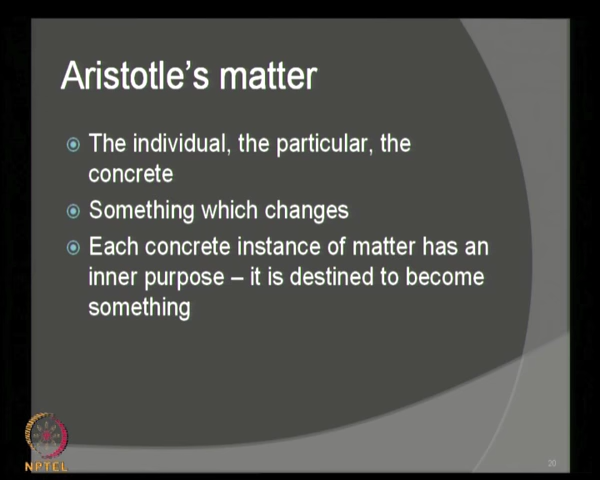 Aristotle's matter
The individual, the particular, the
concrete
Something which changes
Each concrete instance of matter has an
inner purpose – it is destined to become
something
NPTEL
20